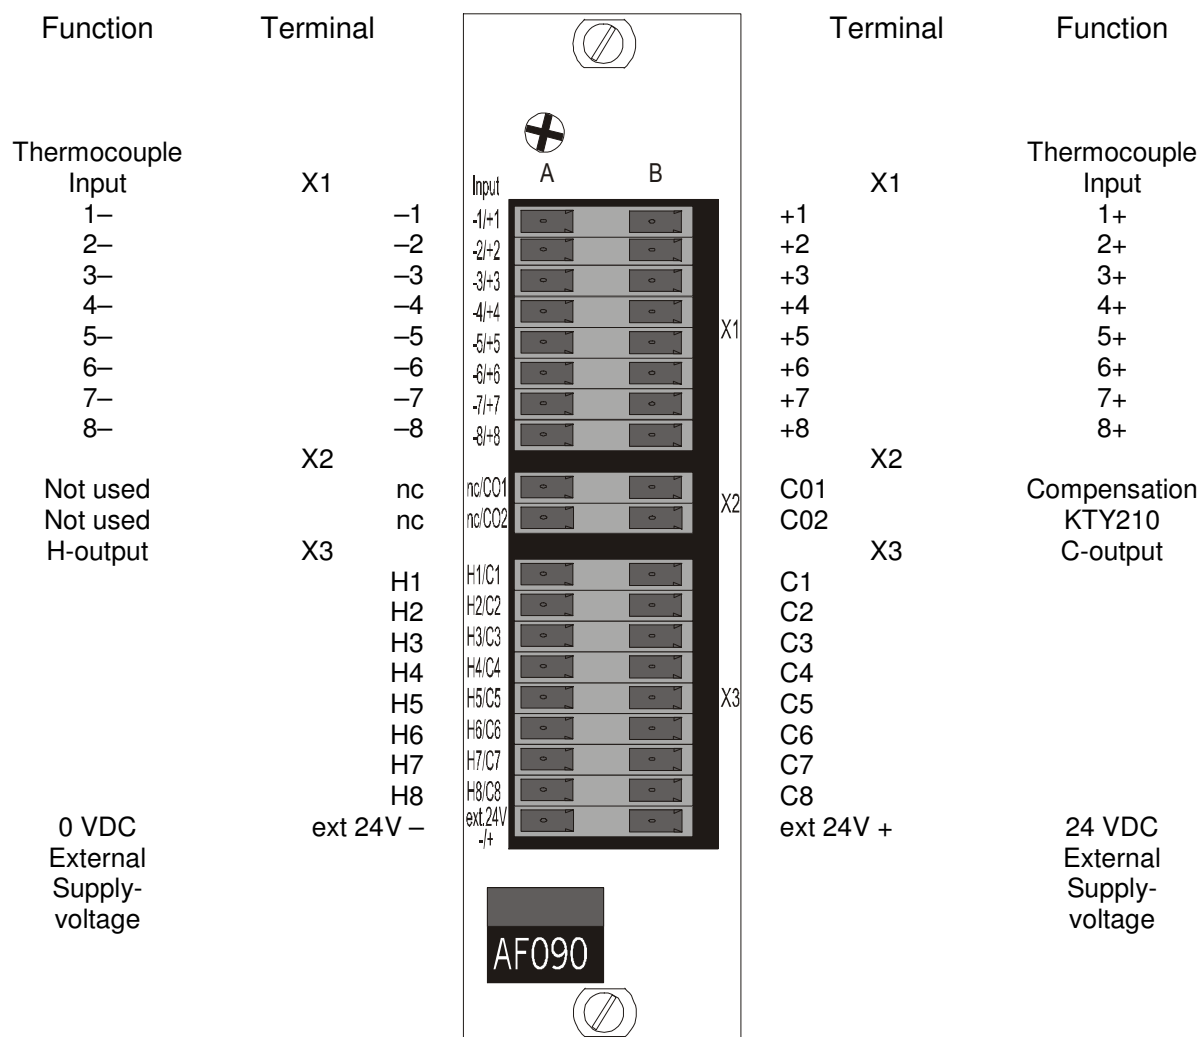 Function Terminal Terminal Function
Thermocouple Thermocouple
Input X1 Input A B X1 Input
1– –1 -1/+1 +1 1+
2– –2 -2/+2 +2 2+
3– –3 -3/+3 +3 3+
4– –4 -4/+4 +4 4+
X1
5– –5 -5/+5 +5 5+
6– –6 -6/+6 +6 6+
7– –7 -7/+7 +7 7+
8– –8 -8/+8 +8 8+
X2 X2
Not used nc nc/CO1 C01 Compensation
X2
Not used nc nc/CO2 C02 KTY210
H-output X3 X3 C-output
H1 H1/C1 C1
H2 H2/C2 C2
H3 H3/C3 C3
H4 H4/C4 C4
H5 H5/C5 X3 C5
H6 H6/C6 C6
H7 H7/C7 C7
H8 H8/C8 C8
0 VDC ext 24V – ext.24V ext 24V + 24 VDC
-/+
External External
Supply- Supply-
voltage voltage
AF090